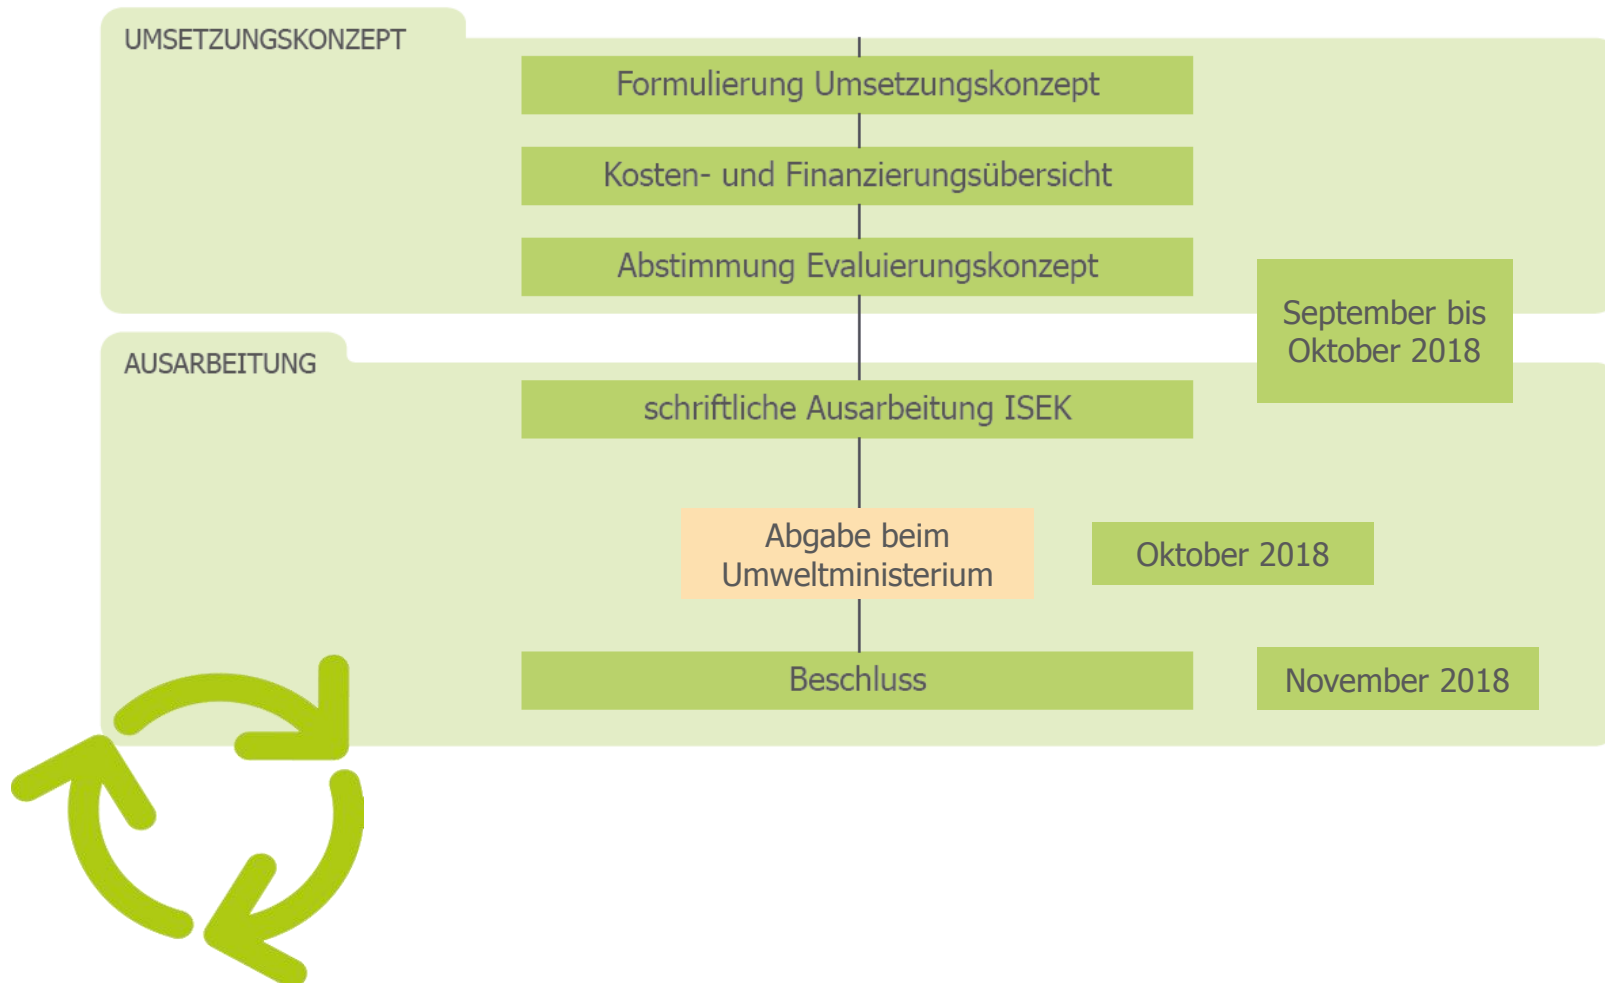 UMSETZUNGSKONZEPT
Formulierung Umsetzungskonzept
Kosten- und Finanzierungsübersicht
Abstimmung Evaluierungskonzept
September bis
Oktober 2018
AUSARBEITUNG
schriftliche Ausarbeitung ISEK
Abgabe beim
Umweltministerium
Oktober 2018
Beschluss
November 2018